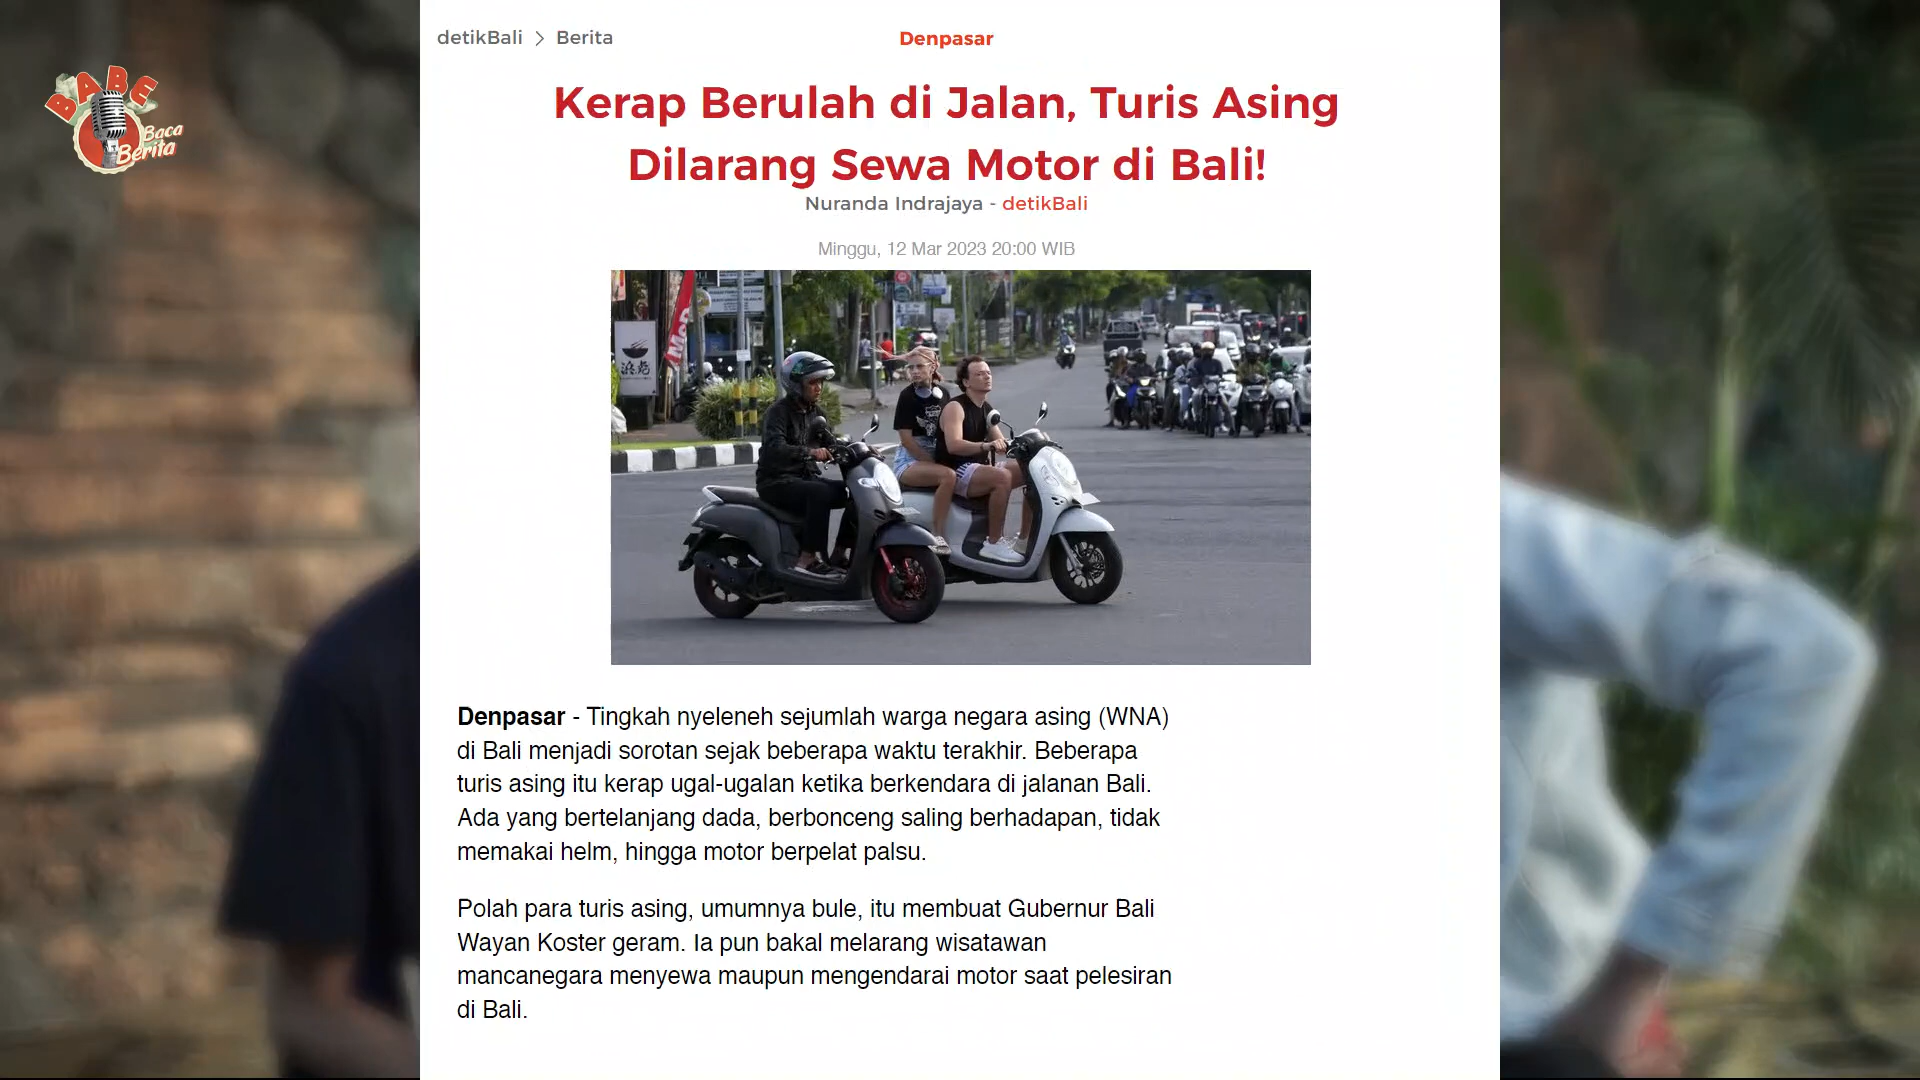 detikBali > Berita
Denpasar
BABE
Baca
Berita
Kerap Berulah di Jalan, Turis Asing
Dilarang Sewa Motor di Bali!
Nuranda Indrajaya - detikBali
Minggu, 12 Mar 2023 20:00 WIB
Denpasar - Tingkah nyeleneh sejumlah warga negara asing (WNA)
di Bali menjadi sorotan sejak beberapa waktu terakhir. Beberapa
turis asing itu kerap ugal-ugalan ketika berkendara di jalanan Bali.
Ada yang bertelanjang dada, berbonceng saling berhadapan, tidak
memakai helm, hingga motor berpelat palsu.
Polah para turis asing, umumnya bule, itu membuat Gubernur Bali
Wayan Koster geram. Ia pun bakal melarang wisatawan
mancanegara menyewa maupun mengendarai motor saat pelesiran
di Bali.